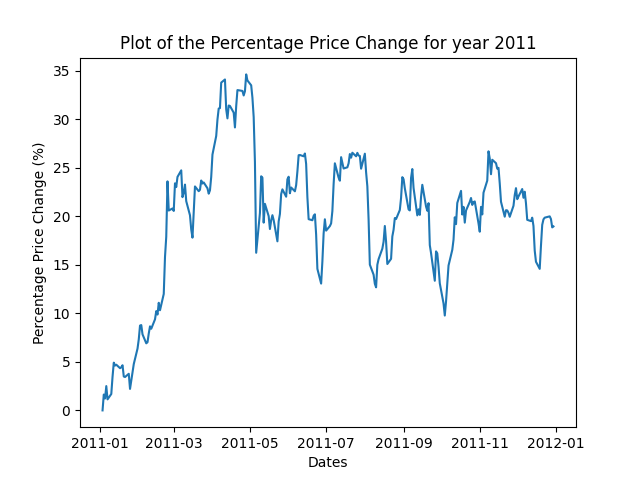 Plot of the Percentage Price Change for year 2011
Percentage Price Change (%)
35
30
25
20
15
10
5
0
2011-01 2011-03 2011-05 2011-07 2011-09 2011-11 2012-01
Dates